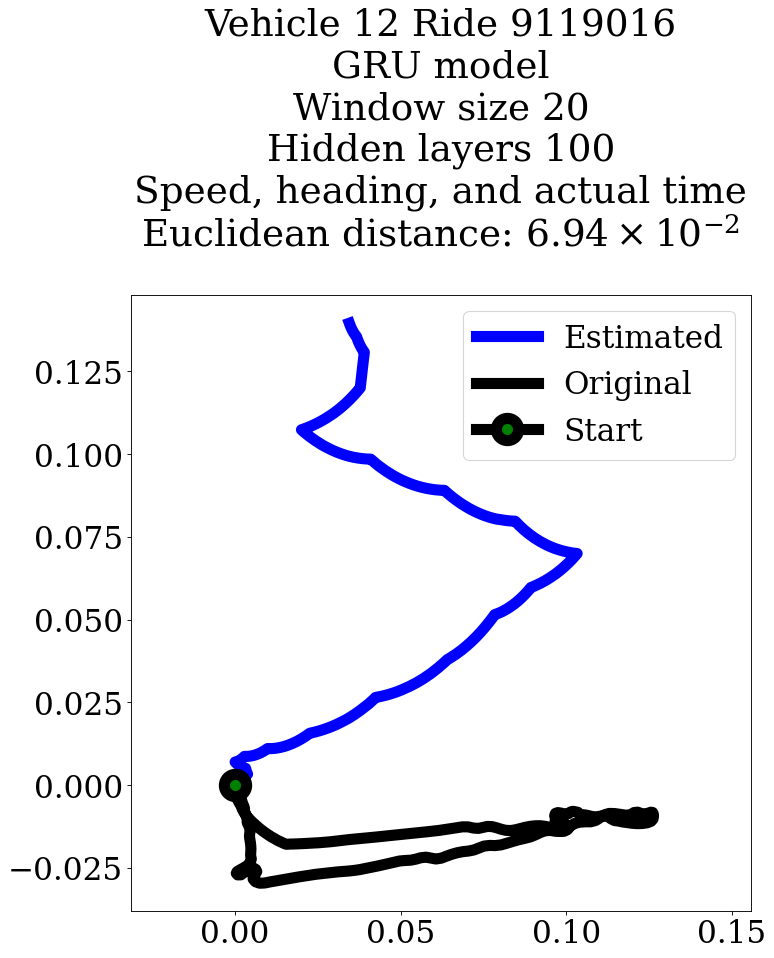 Vehicle 12 Ride 9119016
GRU model
Window size 20
Hidden layers 100
Speed, heading, and actual time
Euclidean distance: 6.94 × 10⁻²
Estimated
Original
Start
0.125
0.100
0.075
0.050
0.025
0.000
−0.025
0.00 0.05 0.10 0.15